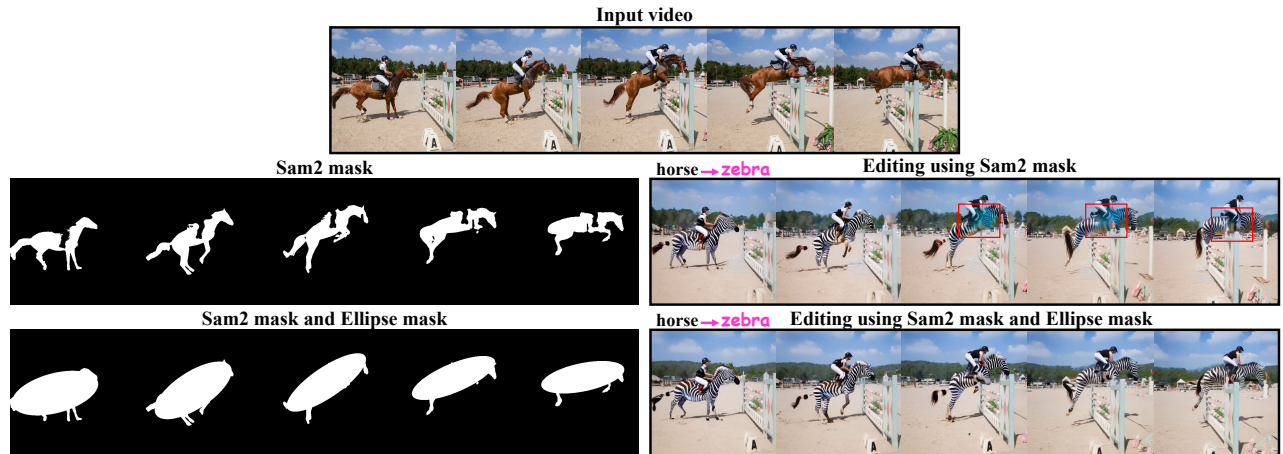 Input video
A
A
A
Sam2 mask
horse → zebra
Editing using Sam2 mask
A
A
Sam2 mask and Ellipse mask
horse → zebra
Editing using Sam2 mask and Ellipse mask
A
A
A